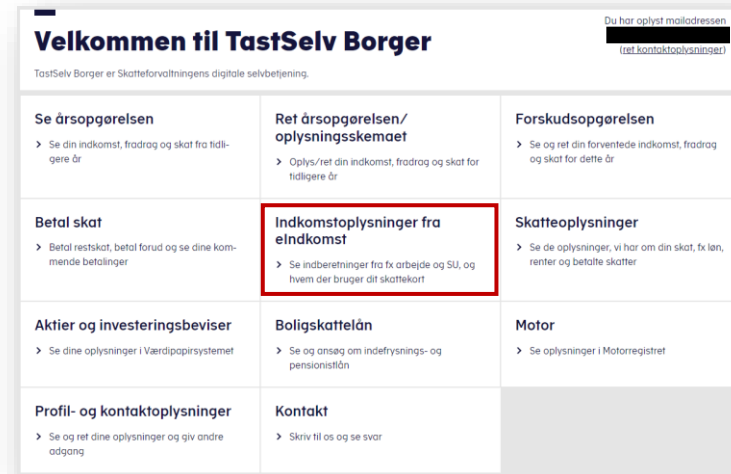 Velkommen til TastSelv Borger
TastSelv Borger er Skatteforvaltningens digitale selvbetjening.
Du har oplyst mailadressen
(ret kontaktoplysninger)
Se årsopgørelsen
Se din indkomst, fradrag og skat fra tidli-
gere år
Ret årsopgørelsen/
oplysningsskemaet
Oplys/ret din indkomst, fradrag og skat for
tidligere år
Forskudsopgørelsen
Se og ret din forventede indkomst, fradrag
og skat for dette år
Betal skat
Betal restskat, betal forud og se dine kom-
mende betalinger
Indkomstoplysninger fra
eIndkomst
Se indberetninger fra fx arbejde og SU, og
hvem der bruger dit skattekort
Skatteoplysninger
Se de oplysninger, vi har om din skat, fx løn,
renter og betalte skatter
Aktier og investeringsbeviser
Se dine oplysninger i Værdipapirsystemet
Boligskattelån
Se og ansøg om indefrysnings- og
pensionistlån
Motor
Se oplysninger i Motorregistret
Profil- og kontaktoplysninger
Se og ret dine oplysninger og giv andre
adgang
Kontakt
Skriv til os og se svar